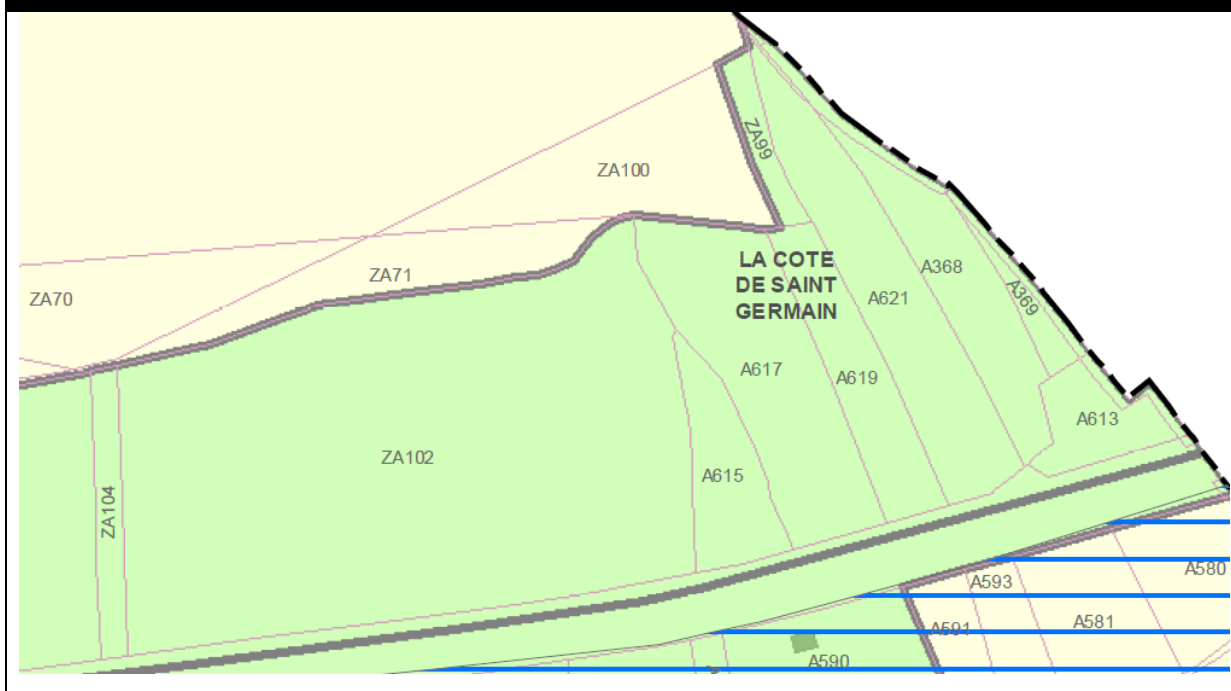 ZA99
ZA100
LA COTE
DE SAINT
GERMAIN
A368
ZA71
A369
ZA70
A621
A617
A619
A613
ZA102
A615
ZA104
A580
A593
A581
A591
A590